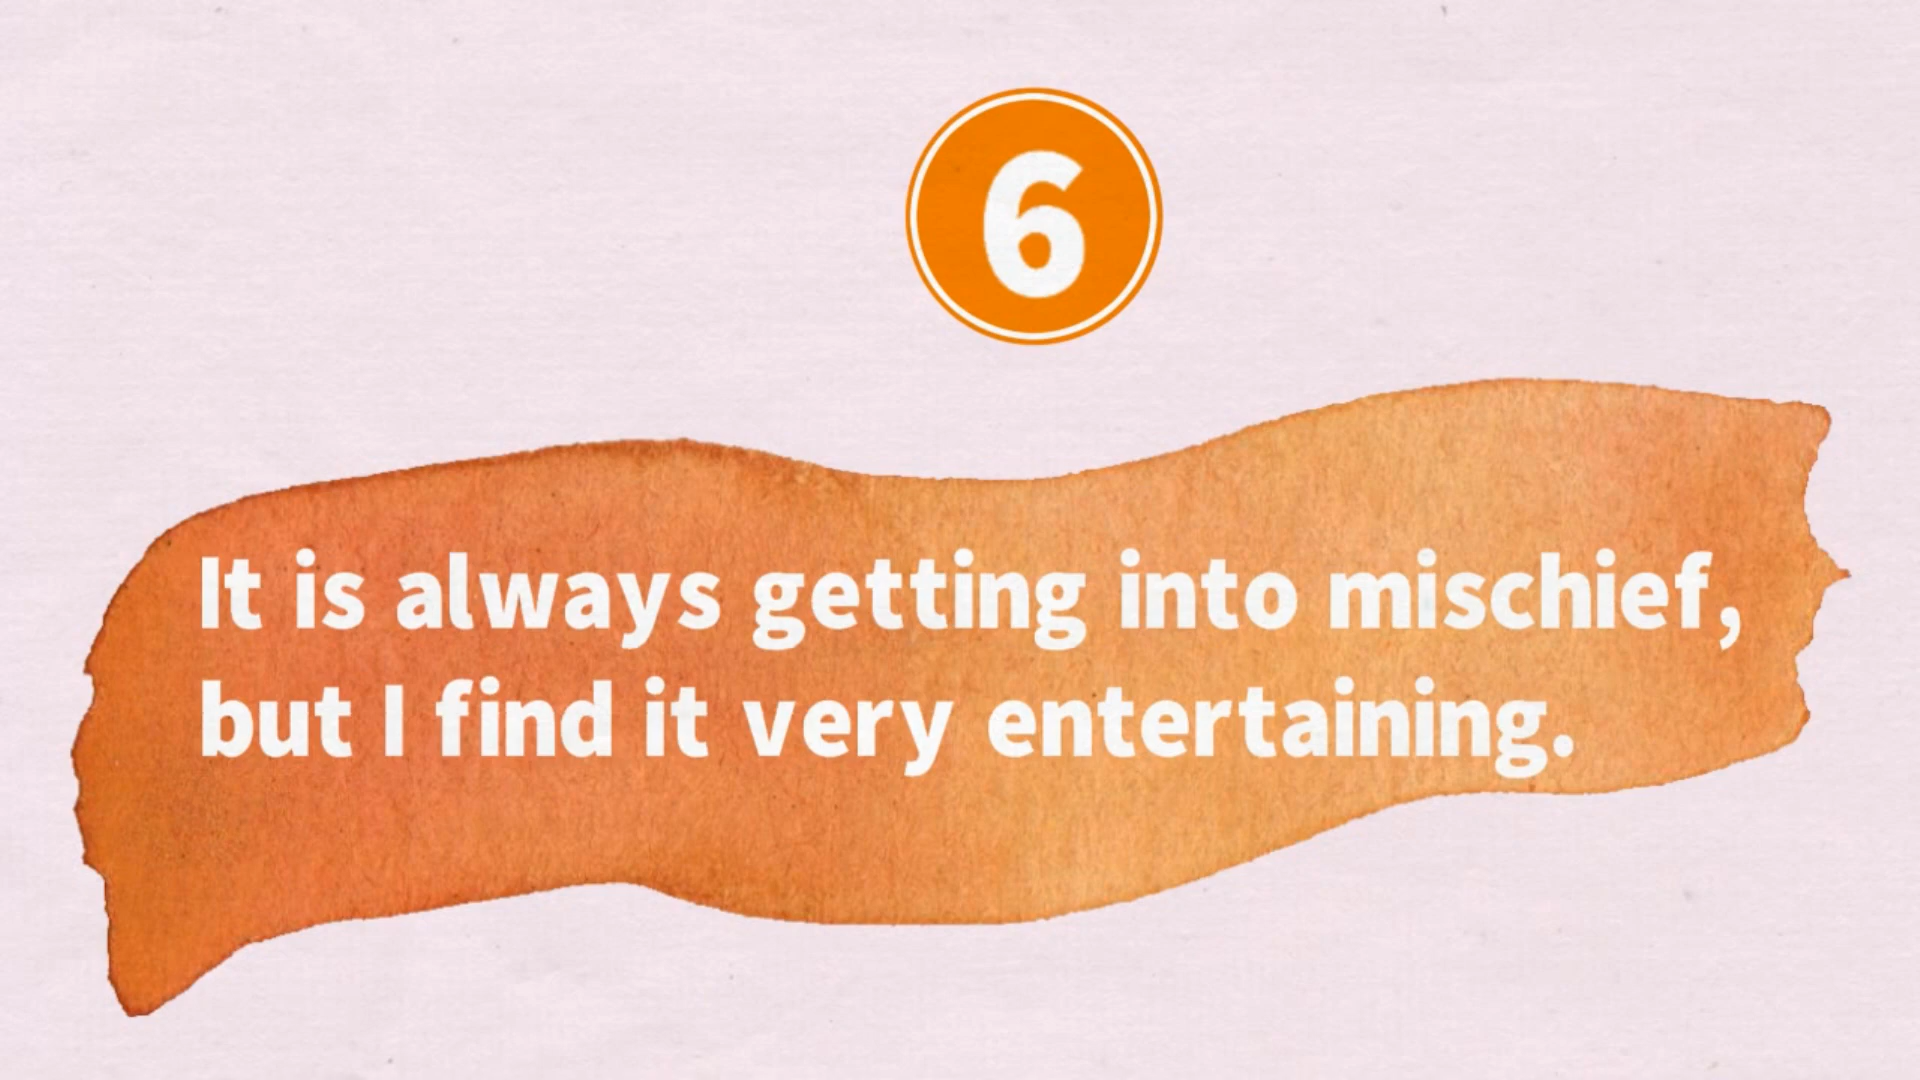 6
It is always getting into mischief,
but I find it very entertaining.